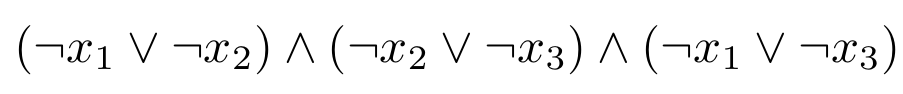 (¬x₁ ∨ ¬x₂) ∧ (¬x₂ ∨ ¬x₃) ∧ (¬x₁ ∨ ¬x₃)